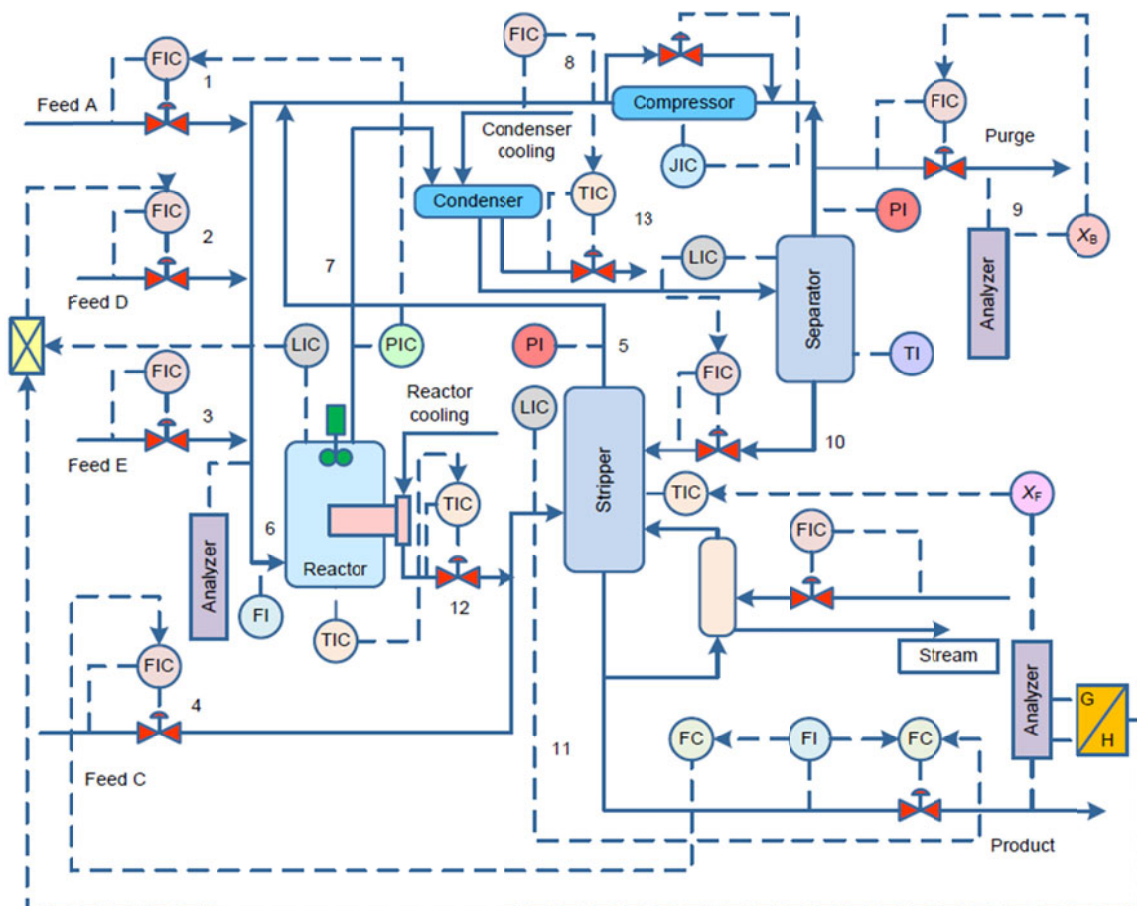 FIC
8
FIC
1
Feed A
Compressor
FIC
Condenser
cooling
JIC
Purge
TIC
Condenser
FIC
2
13
PI
9
X_B
7
LIC
Feed D
Analyzer
Separator
LIC
PIC
PI
5
TI
FIC
FIC
Reactor
cooling
LIC
3
10
Feed E
Stripper
TIC
TIC
X_F
6
FIC
Analyzer
Reactor
FI
12
TIC
Stream
FIC
4
Analyzer
G
H
FC
FI
FC
11
Feed C
Product